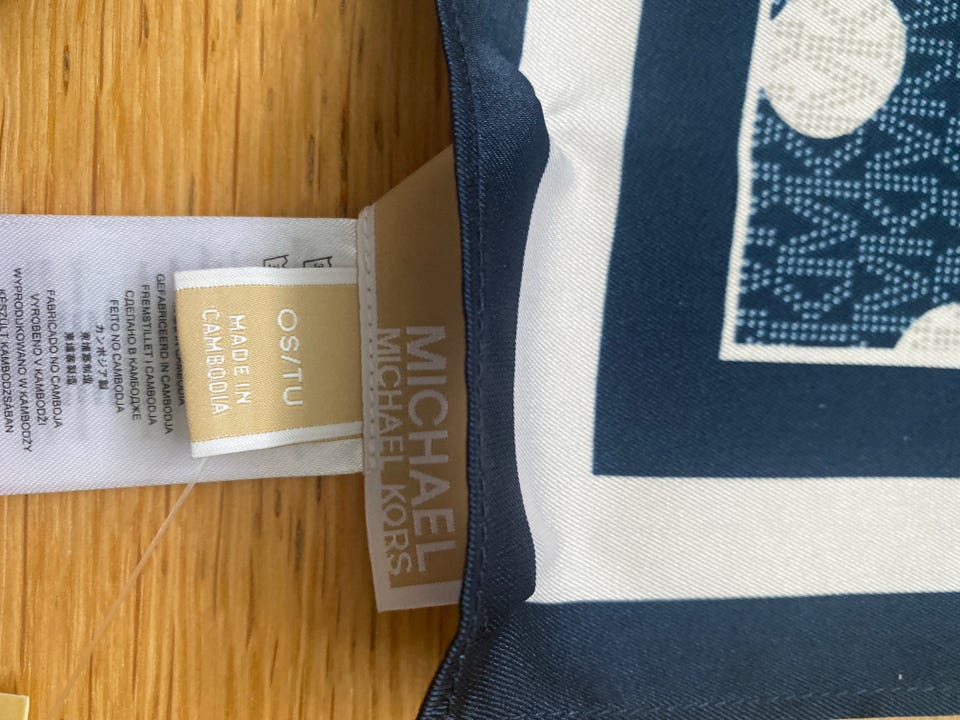 MICHAEL
MICHAEL KORS
OS/TU
MADE IN
CAMBODIA
GEFABRICEERD IN CAMBODJA
FREMSTILLET I CAMBODJA
СДЕЛАНО В КАМБОДЖЕ
FEITO NO CAMBODJA
カンボジア製
柬埔寨制造
柬埔寨製造
FABRICADO NO CAMBOJA
VYROBENO V KAMBODŽI
WYPRODUKOWANO W KAMBODŻY
KÉSZÜLT KAMBODZSÁBAN